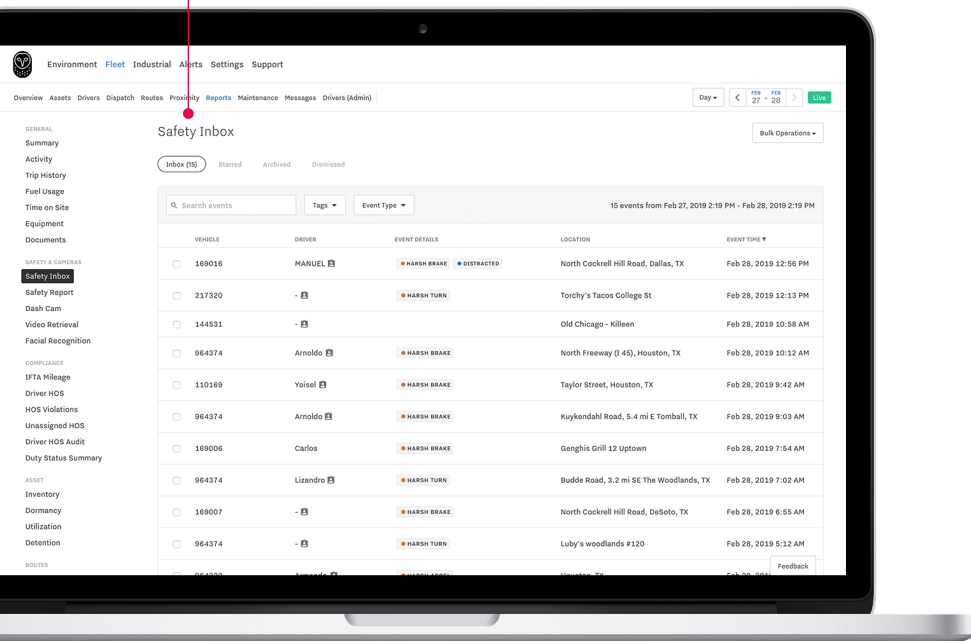 Environment Fleet Industrial Alerts Settings Support
Overview Assets Drivers Dispatch Routes Proximity Reports Maintenance Messages Drivers (Admin)
Day
FEB 27 - FEB 28
Live
GENERAL
Summary
Activity
Trip History
Fuel Usage
Time on Site
Equipment
Documents
SAFETY & CAMERAS
Safety Inbox
Safety Report
Dash Cam
Video Retrieval
Facial Recognition
COMPLIANCE
IFTA Mileage
Driver HOS
HOS Violations
Unassigned HOS
Driver HOS Audit
Duty Status Summary
ASSET
Inventory
Dormancy
Utilization
Detention
ROUTES
Safety Inbox
Bulk Operations
Inbox (15) Starred Archived Dismissed
Search events Tags Event Type 15 events from Feb 27, 2019 2:19 PM - Feb 28, 2019 2:19 PM
VEHICLE DRIVER EVENT DETAILS LOCATION EVENT TIME
169016 MANUEL HARSH BRAKE DISTRACTED North Cockrell Hill Road, Dallas, TX Feb 28, 2019 12:56 PM
217320 - HARSH TURN Torchy's Tacos College St Feb 28, 2019 12:13 PM
144531 - Old Chicago - Killeen Feb 28, 2019 10:58 AM
964374 Arnoldo HARSH BRAKE North Freeway (I 45), Houston, TX Feb 28, 2019 10:12 AM
110169 Yoisel HARSH BRAKE Taylor Street, Houston, TX Feb 28, 2019 9:42 AM
964374 Arnoldo HARSH BRAKE Kuykendahl Road, 5.4 mi E Tomball, TX Feb 28, 2019 9:03 AM
169006 Carlos HARSH BRAKE Genghis Grill 12 Uptown Feb 28, 2019 7:54 AM
964374 Lizandro HARSH TURN Budde Road, 3.2 mi SE The Woodlands, TX Feb 28, 2019 7:02 AM
169007 - HARSH BRAKE North Cockrell Hill Road, DeSoto, TX Feb 28, 2019 6:55 AM
964374 - HARSH TURN Luby's woodlands #120 Feb 28, 2019 5:12 AM
Feedback